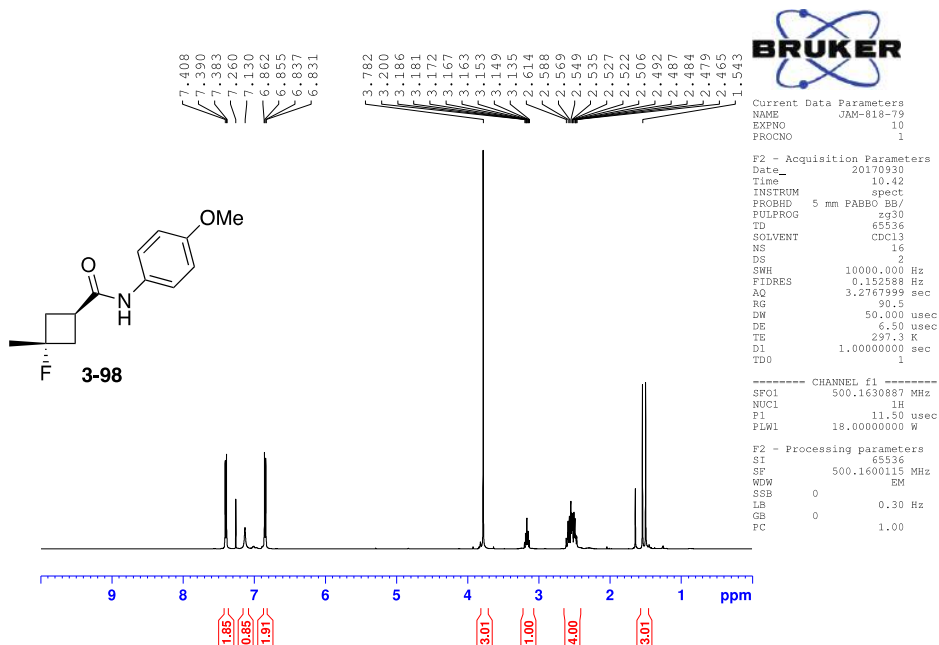 7.408
7.390
7.383
7.260
7.130
6.862
6.855
6.837
6.831
3.782
3.200
3.186
3.181
3.172
3.167
3.163
3.153
3.149
3.135
2.614
2.588
2.569
2.549
2.535
2.527
2.522
2.506
2.492
2.487
2.484
2.479
2.465
1.543
BRUKER
Current Data Parameters
NAME JAM-818-79
EXPNO 10
PROCNO 1
F2 - Acquisition Parameters
Date_ 20170930
Time 10.42
INSTRUM spect
PROBHD 5 mm PABBO BB/
PULPROG zg30
TD 65536
SOLVENT CDCl3
NS 16
DS 2
SWH 10000.000 Hz
FIDRES 0.152588 Hz
AQ 3.2767999 sec
RG 90.5
DW 50.000 usec
DE 6.50 usec
TE 297.3 K
D1 1.00000000 sec
TD0 1
======== CHANNEL f1 ========
SFO1 500.1630887 MHz
NUC1 1H
P1 11.50 usec
PLW1 18.00000000 W
F2 - Processing parameters
SI 65536
SF 500.1600115 MHz
WDW EM
SSB 0
LB 0.30 Hz
GB 0
PC 1.00
OMe
O
N
H
F
3-98
9 8 7 6 5 4 3 2 1 ppm
1.85
0.85
1.91
3.01
1.00
4.00
3.01